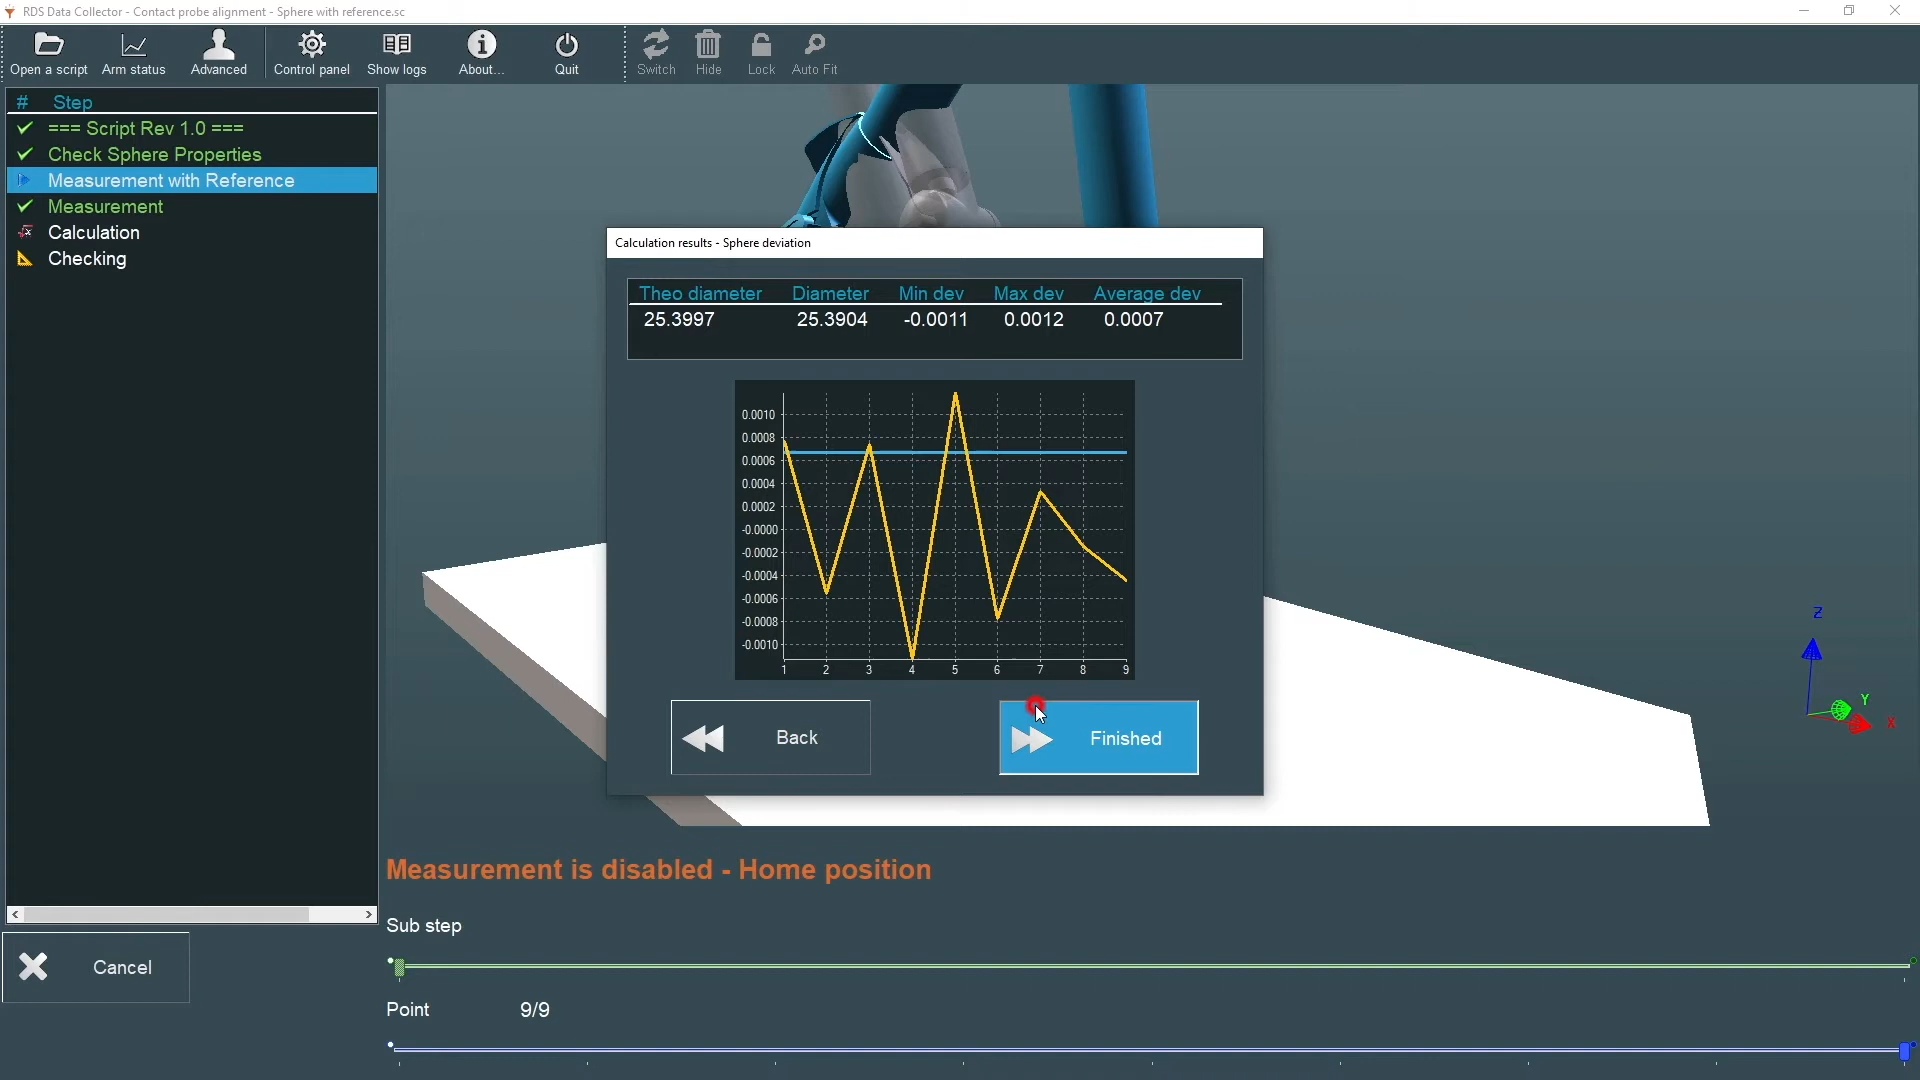 RDS Data Collector - Contact probe alignment - Sphere with reference.sc
Open a script
Arm status
Advanced
Control panel
Show logs
About...
Quit
Switch
Hide
Lock
Auto Fit
# Step
=== Script Rev 1.0 ===
Check Sphere Properties
Measurement with Reference
Measurement
Calculation
Checking
Cancel
Calculation results - Sphere deviation
Theo diameter Diameter Min dev Max dev Average dev
25.3997 25.3904 -0.0011 0.0012 0.0007
0.0010
0.0008
0.0006
0.0004
0.0002
-0.0000
-0.0002
-0.0004
-0.0006
-0.0008
-0.0010
1 2 3 4 5 6 7 8 9
Back
Finished
Z
Y
X
Measurement is disabled - Home position
Sub step
Point 9/9